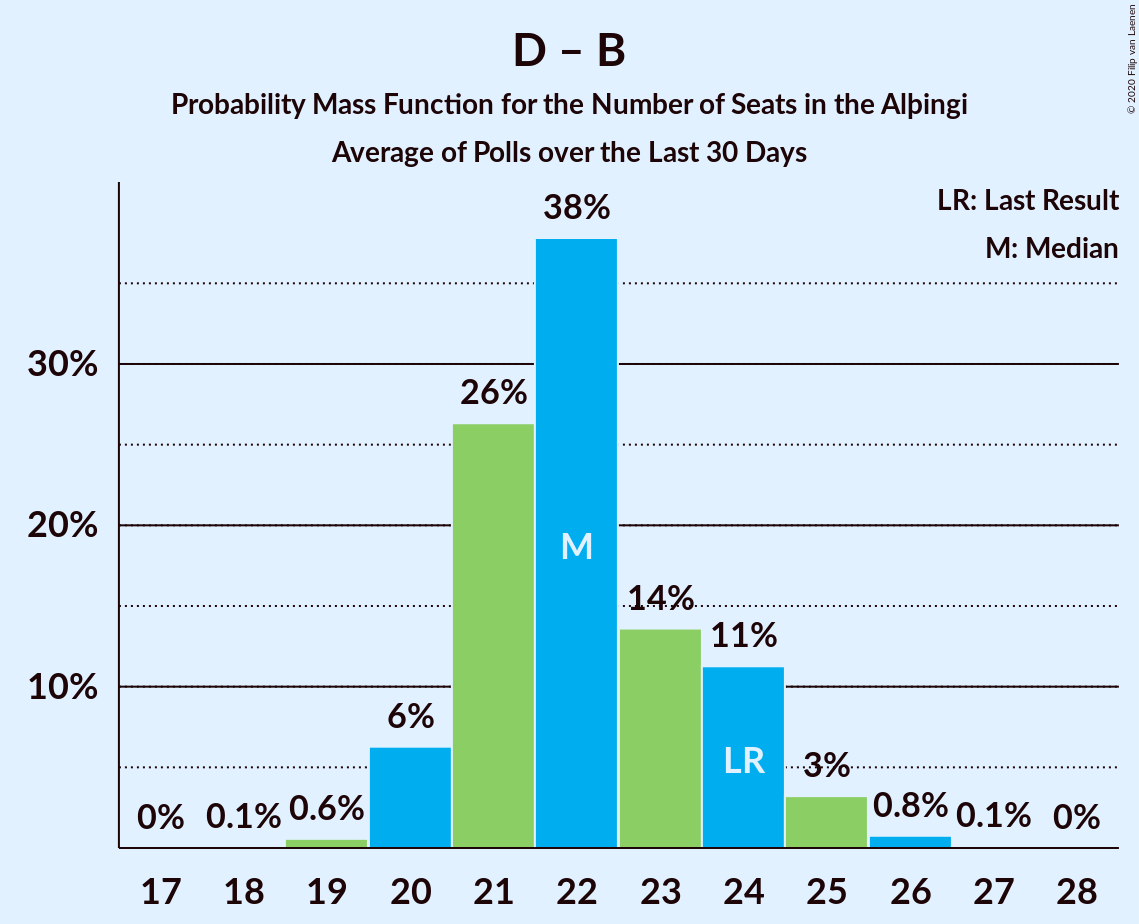 D – B
Probability Mass Function for the Number of Seats in the Alþingi
Average of Polls over the Last 30 Days
© 2020 Filip van Laenen
LR: Last Result
M: Median
38%
30%
26%
20%
M
14%
11%
10%
6%
LR
3%
0%
0.1%
0.6%
0.8%
0.1%
0%
17 18 19 20 21 22 23 24 25 26 27 28